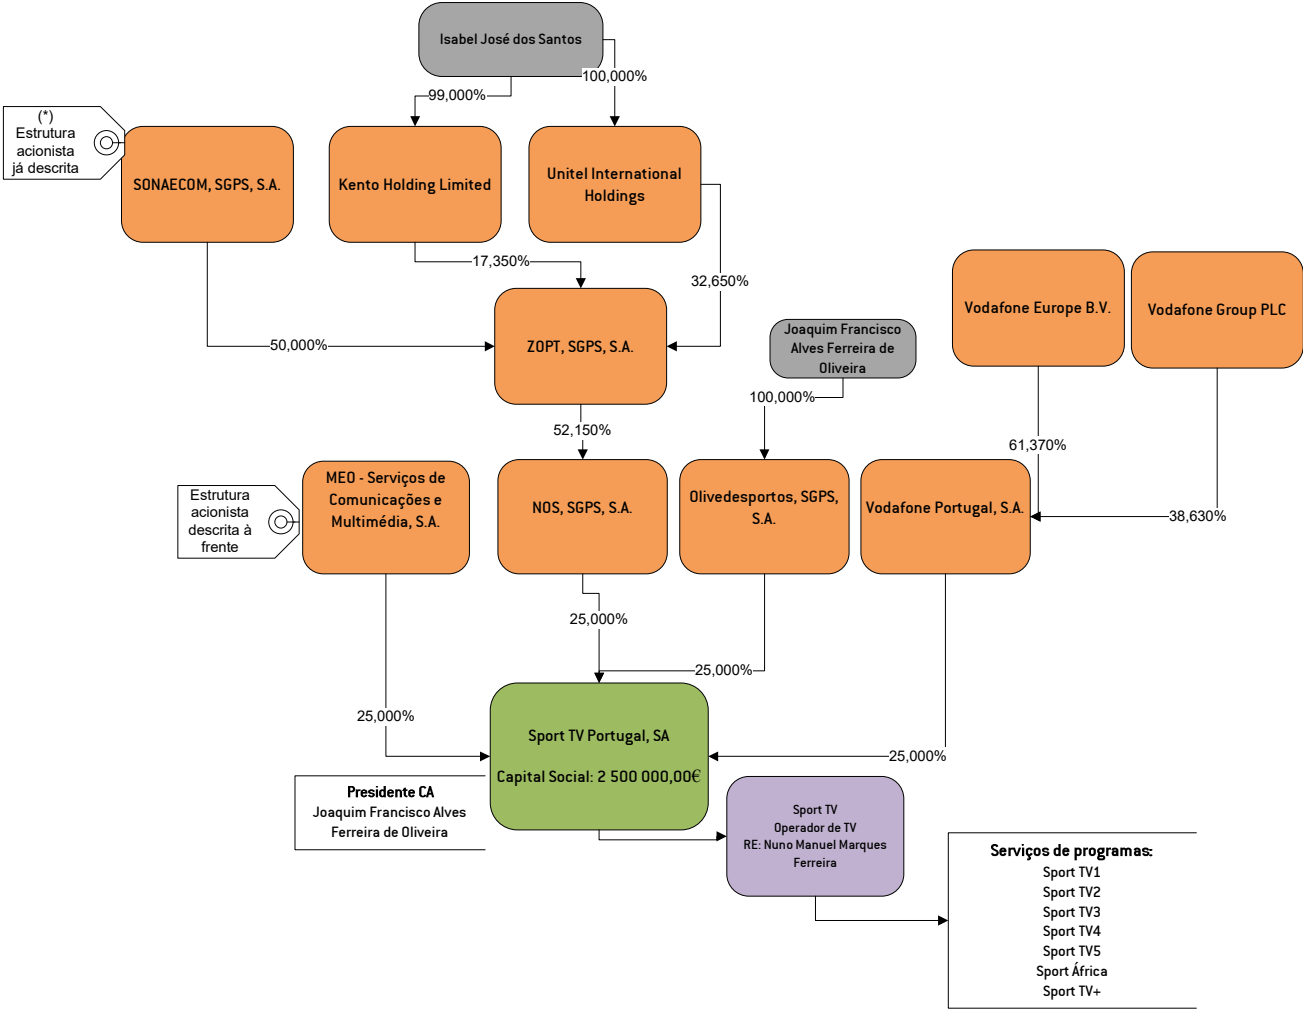 Isabel José dos Santos
100,000%
99,000%
(*)
Estrutura
acionista
já descrita
SONAECOM, SGPS, S.A.
Kento Holding Limited
Unitel International
Holdings
17,350%
32,650%
50,000%
ZOPT, SGPS, S.A.
Joaquim Francisco
Alves Ferreira de
Oliveira
Vodafone Europe B.V.
Vodafone Group PLC
100,000%
52,150%
61,370%
38,630%
Estrutura
acionista
descrita à
frente
MEO - Serviços de
Comunicações e
Multimédia, S.A.
NOS, SGPS, S.A.
Olivedesportos, SGPS,
S.A.
Vodafone Portugal, S.A.
25,000%
25,000%
25,000%
25,000%
Sport TV Portugal, SA
Capital Social: 2 500 000,00€
Presidente CA
Joaquim Francisco Alves
Ferreira de Oliveira
Sport TV
Operador de TV
RE: Nuno Manuel Marques
Ferreira
Serviços de programas:
Sport TV1
Sport TV2
Sport TV3
Sport TV4
Sport TV5
Sport África
Sport TV+